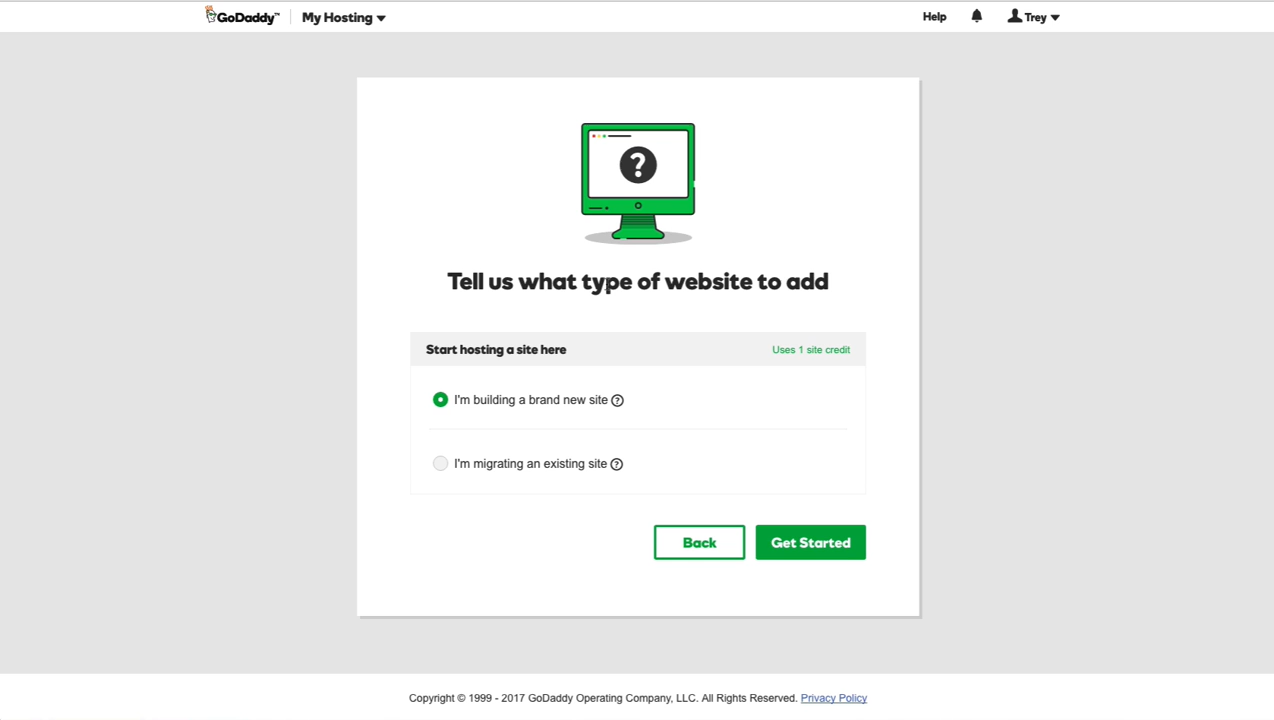 GoDaddy™ My Hosting Help Trey
?
Tell us what type of website to add
Start hosting a site here Uses 1 site credit
I'm building a brand new site ?
I'm migrating an existing site ?
Back Get Started
Copyright © 1999 - 2017 GoDaddy Operating Company, LLC. All Rights Reserved. Privacy Policy